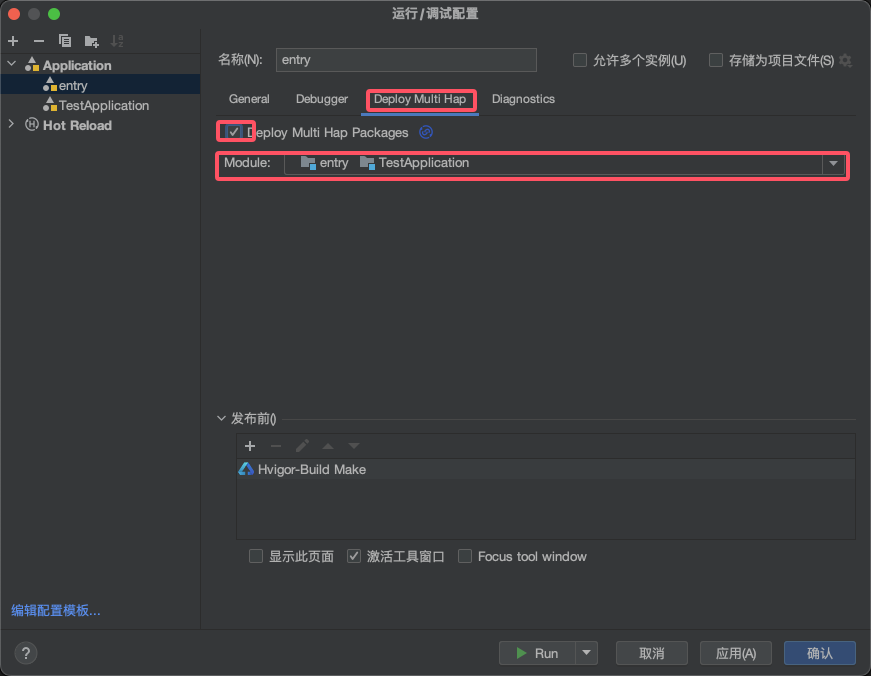 运行/调试配置
Application
entry
TestApplication
Hot Reload
名称(N):
entry
允许多个实例(U)
存储为项目文件(S)
General
Debugger
Deploy Multi Hap
Diagnostics
Deploy Multi Hap Packages
Module:
entry
TestApplication
发布前()
Hvigor-Build Make
显示此页面
激活工具窗口
Focus tool window
编辑配置模板...
?
Run
取消
应用(A)
确认